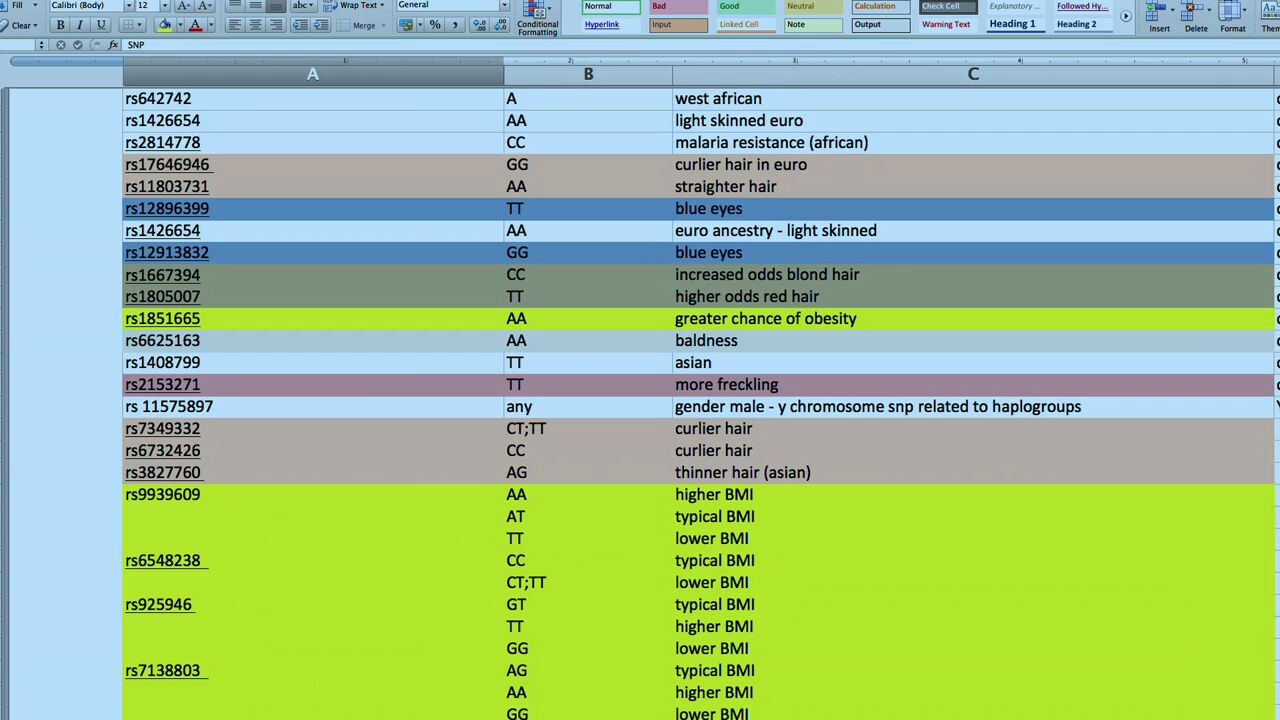 Fill Calibri (Body) 12 A A abc Wrap Text General Normal Bad Good Neutral Calculation Check Cell Explanatory ... Followed Hy...
Clear B I U A Merge % , Conditional Formatting Hyperlink Input Linked Cell Note Output Warning Text Heading 1 Heading 2 Insert Delete Format
fx SNP
1 2 3 4 5
A B C
rs642742 A west african
rs1426654 AA light skinned euro
rs2814778 CC malaria resistance (african)
rs17646946 GG curlier hair in euro
rs11803731 AA straighter hair
rs12896399 TT blue eyes
rs1426654 AA euro ancestry - light skinned
rs12913832 GG blue eyes
rs1667394 CC increased odds blond hair
rs1805007 TT higher odds red hair
rs1851665 AA greater chance of obesity
rs6625163 AA baldness
rs1408799 TT asian
rs2153271 TT more freckling
rs 11575897 any gender male - y chromosome snp related to haplogroups
rs7349332 CT;TT curlier hair
rs6732426 CC curlier hair
rs3827760 AG thinner hair (asian)
rs9939609 AA higher BMI
AT typical BMI
TT lower BMI
rs6548238 CC typical BMI
CT;TT lower BMI
rs925946 GT typical BMI
TT higher BMI
GG lower BMI
rs7138803 AG typical BMI
AA higher BMI
GG lower BMI